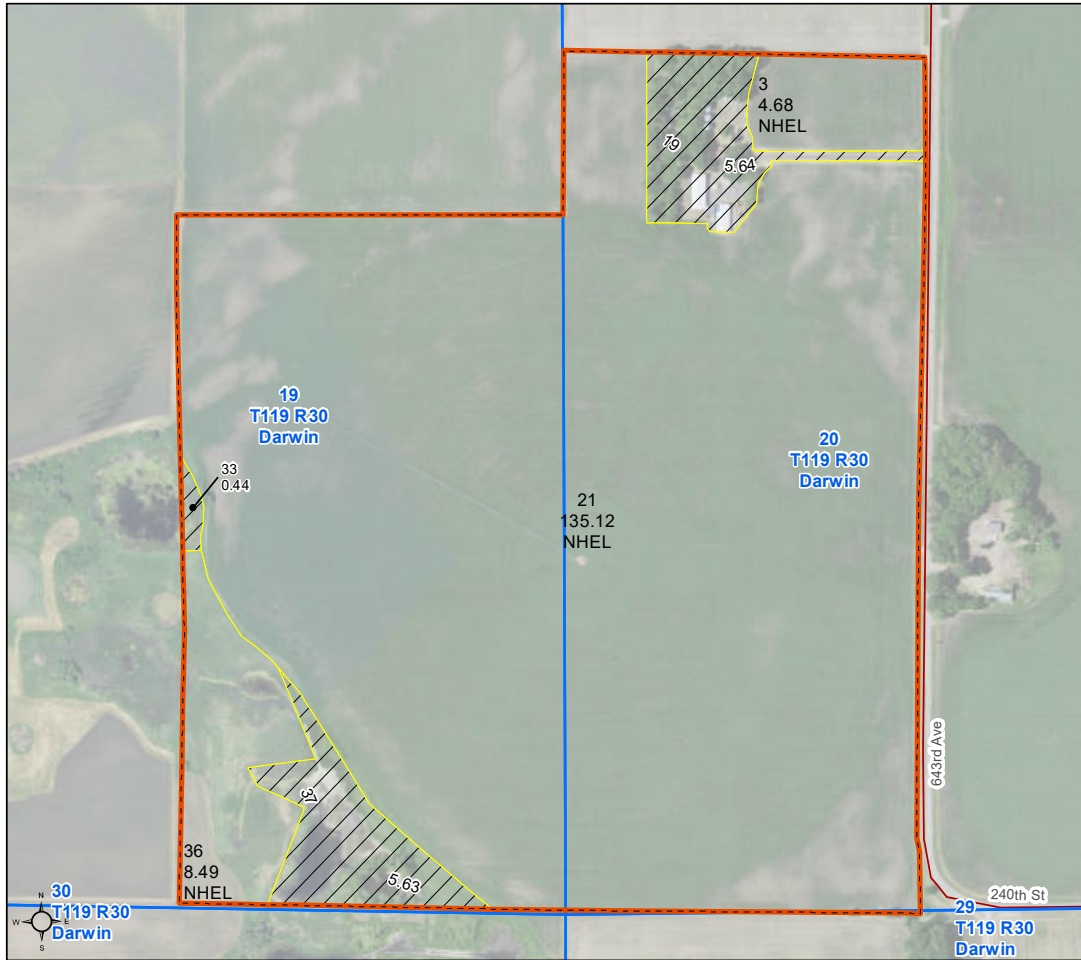 3
4.68
NHEL
19
5.64
19
T119 R30
Darwin
20
T119 R30
Darwin
33
0.44
21
135.12
NHEL
643rd Ave
37
5.63
36
8.49
NHEL
240th St
30
T119 R30
Darwin
29
T119 R30
Darwin
N
W
E
S